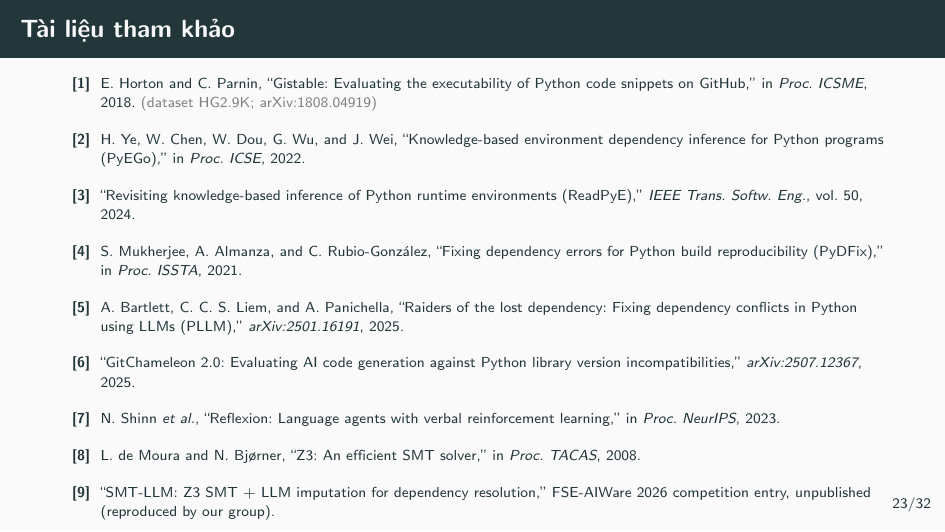 Tài liệu tham khảo
[1] E. Horton and C. Parnin, “Gistable: Evaluating the executability of Python code snippets on GitHub,” in Proc. ICSME,
2018. (dataset HG2.9K; arXiv:1808.04919)
[2] H. Ye, W. Chen, W. Dou, G. Wu, and J. Wei, “Knowledge-based environment dependency inference for Python programs
(PyEGo),” in Proc. ICSE, 2022.
[3] “Revisiting knowledge-based inference of Python runtime environments (ReadPyE),” IEEE Trans. Softw. Eng., vol. 50,
2024.
[4] S. Mukherjee, A. Almanza, and C. Rubio-González, “Fixing dependency errors for Python build reproducibility (PyDFix),”
in Proc. ISSTA, 2021.
[5] A. Bartlett, C. C. S. Liem, and A. Panichella, “Raiders of the lost dependency: Fixing dependency conflicts in Python
using LLMs (PLLM),” arXiv:2501.16191, 2025.
[6] “GitChameleon 2.0: Evaluating AI code generation against Python library version incompatibilities,” arXiv:2507.12367,
2025.
[7] N. Shinn et al., “Reflexion: Language agents with verbal reinforcement learning,” in Proc. NeurIPS, 2023.
[8] L. de Moura and N. Bjørner, “Z3: An efficient SMT solver,” in Proc. TACAS, 2008.
[9] “SMT-LLM: Z3 SMT + LLM imputation for dependency resolution,” FSE-AIWare 2026 competition entry, unpublished
(reproduced by our group).
23/32